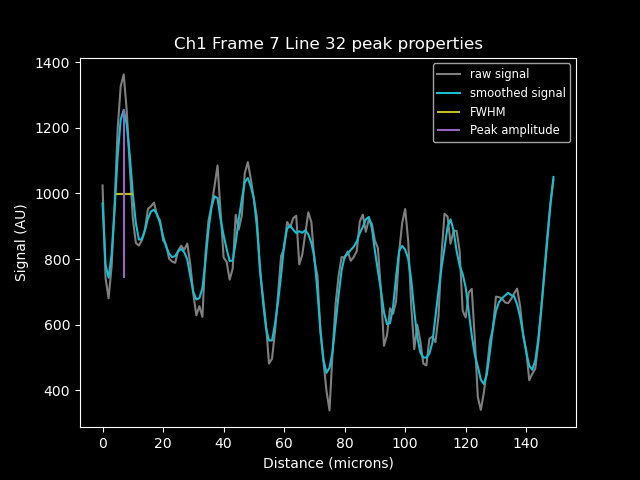 Ch1 Frame 7 Line 32 peak properties
raw signal
smoothed signal
FWHM
Peak amplitude
Signal (AU)
1400
1200
1000
800
600
400
0 20 40 60 80 100 120 140
Distance (microns)